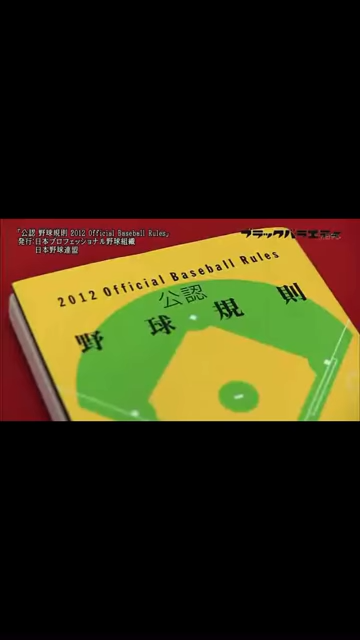 「公認 野球規則 2012 Official Baseball Rules」
発行:日本プロフェッショナル野球組織
日本野球連盟
ブラックバラエティ
2012 Official Baseball Rules
公認
野球規則